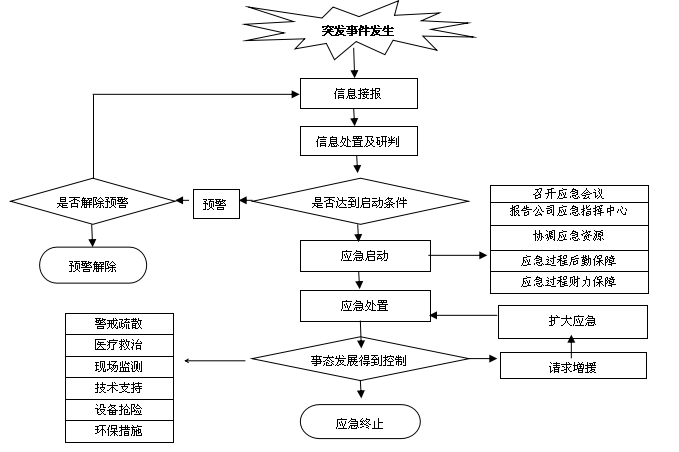 突发事件发生
信息接报
信息处置及研判
是否解除预警
预警
是否达到启动条件
召开应急会议
报告公司应急指挥中心
协调应急资源
应急过程后勤保障
应急过程财力保障
预警解除
应急启动
应急处置
扩大应急
警戒疏散
医疗救治
现场监测
技术支持
设备抢险
环保措施
事态发展得到控制
请求增援
应急终止